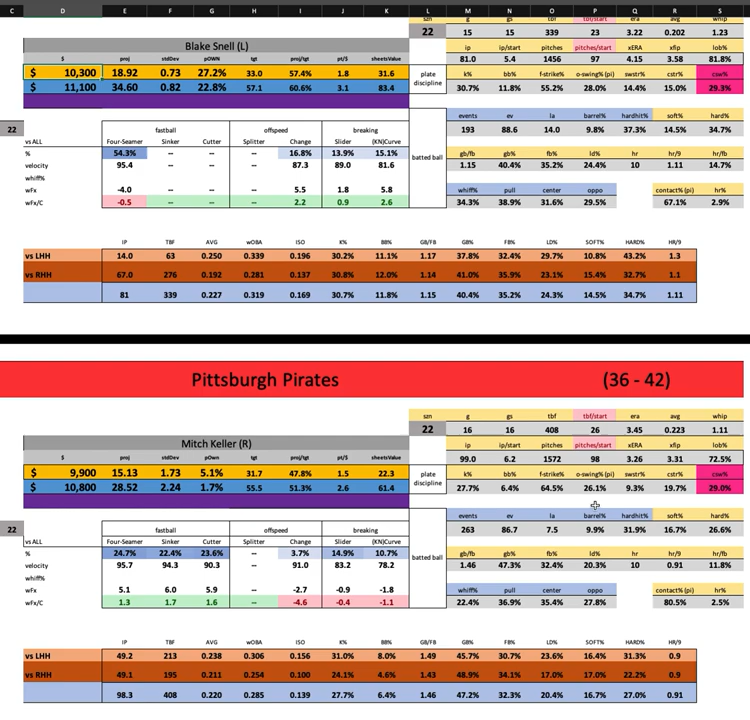 C D E F G H I J K L M N O P Q R S
szn g gs tbf tbf/start era avg whip
22 15 15 339 23 3.22 0.202 1.23
Blake Snell (L)
ip ip/start pitches pitches/start xERA xfip lob%
81.0 5.4 1456 97 4.15 3.58 81.8%
$ proj stdDev pOWN tgt proj/tgt pt/$ sheetsValue
$ 10,300 18.92 0.73 27.2% 33.0 57.4% 1.8 31.6
$ 11,100 34.60 0.82 22.8% 57.1 60.6% 3.1 83.4
plate discipline
k% bb% f-strike% o-swing% (pi) swstr% cstr% csw%
30.7% 11.8% 55.2% 28.0% 14.4% 15.0% 29.3%
events ev la barrel% hardhit% soft% hard%
193 88.6 14.0 9.8% 37.3% 14.5% 34.7%
22 fastball offspeed breaking
vs ALL Four-Seamer Sinker Cutter Splitter Change Slider (KN)Curve
% 54.3% -- -- -- 16.8% 13.9% 15.1%
velocity 95.4 -- -- -- 87.3 89.0 81.6
whiff%
wFx -4.0 5.5 1.8 5.8
wFx/C -0.5 -- -- -- 2.2 0.9 2.6
batted ball
gb/fb gb% fb% ld% hr hr/9 hr/fb
1.15 40.4% 35.2% 24.4% 10 1.11 14.7%
whiff% pull center oppo contact% (pi) hr%
34.3% 38.9% 31.6% 29.5% 67.1% 2.9%
IP TBF AVG wOBA ISO K% BB% GB/FB GB% FB% LD% SOFT% HARD% HR/9
vs LHH 14.0 63 0.250 0.339 0.196 30.2% 11.1% 1.17 37.8% 32.4% 29.7% 10.8% 43.2% 1.3
vs RHH 67.0 276 0.192 0.281 0.137 30.8% 12.0% 1.14 41.0% 35.9% 23.1% 15.4% 32.7% 1.1
81 339 0.227 0.319 0.169 30.7% 11.8% 1.15 40.4% 35.2% 24.3% 14.5% 34.7% 1.11
Pittsburgh Pirates (36 - 42)
szn g gs tbf tbf/start era avg whip
22 16 16 408 26 3.45 0.223 1.11
Mitch Keller (R)
ip ip/start pitches pitches/start xERA xfip lob%
99.0 6.2 1572 98 3.26 3.31 72.5%
$ proj stdDev pOwn tgt proj/tgt pt/$ sheetsValue
$ 9,900 15.13 1.73 5.1% 31.7 47.8% 1.5 22.3
$ 10,800 28.52 2.24 1.7% 55.5 51.3% 2.6 61.4
plate discipline
k% bb% f-strike% o-swing% (pi) swstr% cstr% csw%
27.7% 6.4% 64.5% 26.1% 9.3% 19.7% 29.0%
events ev la barrel% hardhit% soft% hard%
263 86.7 7.5 9.9% 31.9% 16.7% 26.6%
22 fastball offspeed breaking
vs ALL Four-Seamer Sinker Cutter Splitter Change Slider (KN)Curve
% 24.7% 22.4% 23.6% -- 3.7% 14.9% 10.7%
velocity 95.7 94.3 90.3 -- 91.0 83.2 78.2
whiff%
wFx 5.1 6.0 5.9 -2.7 -0.9 -1.8
wFx/C 1.3 1.7 1.6 -- -4.6 -0.4 -1.1
batted ball
gb/fb gb% fb% ld% hr hr/9 hr/fb
1.46 47.3% 32.4% 20.3% 10 0.91 11.8%
whiff% pull center oppo contact% (pi) hr%
22.4% 36.9% 35.4% 27.8% 80.5% 2.5%
IP TBF AVG wOBA ISO K% BB% GB/FB GB% FB% LD% SOFT% HARD% HR/9
vs LHH 49.2 213 0.238 0.306 0.156 31.0% 8.0% 1.49 45.7% 30.7% 23.6% 16.4% 31.3% 0.9
vs RHH 49.1 195 0.211 0.254 0.100 24.1% 4.6% 1.43 48.9% 34.1% 17.0% 17.0% 22.2% 0.9
98.3 408 0.220 0.285 0.139 27.7% 6.4% 1.46 47.2% 32.3% 20.4% 16.7% 27.0% 0.91